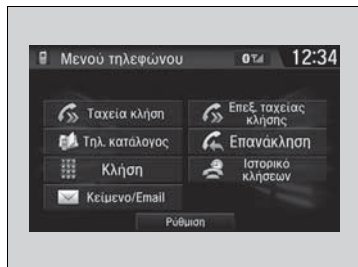 Μενού τηλεφώνου 12:34
Ταχεία κλήση
Επεξ. ταχείας
κλήσης
Τηλ. κατάλογος
Επανάκληση
Κλήση
Ιστορικό
κλήσεων
Κείμενο/Email
Ρύθμιση